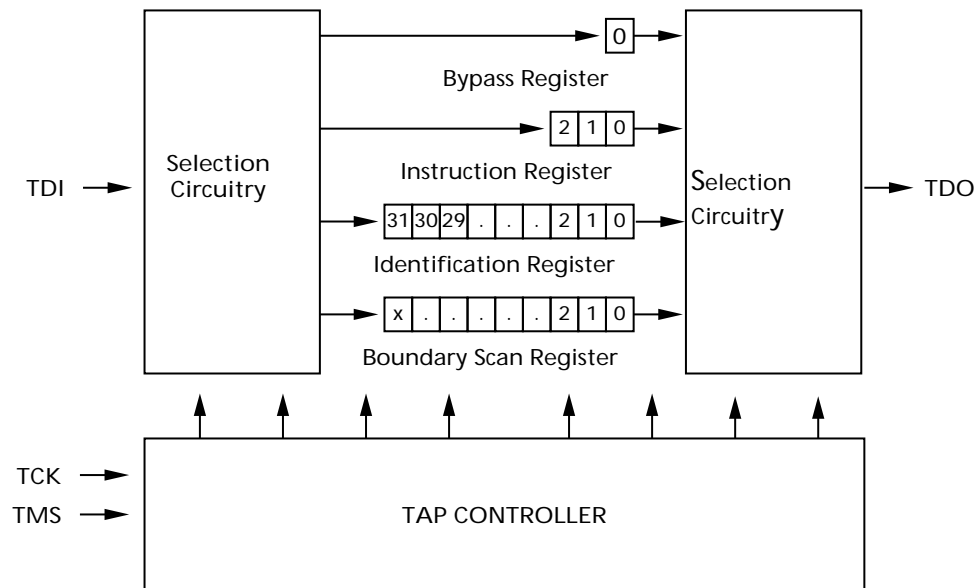 0
Bypass Register
2 1 0
Selection
Circuitry
Instruction Register
Selection
Circuitry
TDI
TDO
31 30 29 . . . 2 1 0
Identification Register
x . . . . . 2 1 0
Boundary Scan Register
TCK
TMS
TAP CONTROLLER